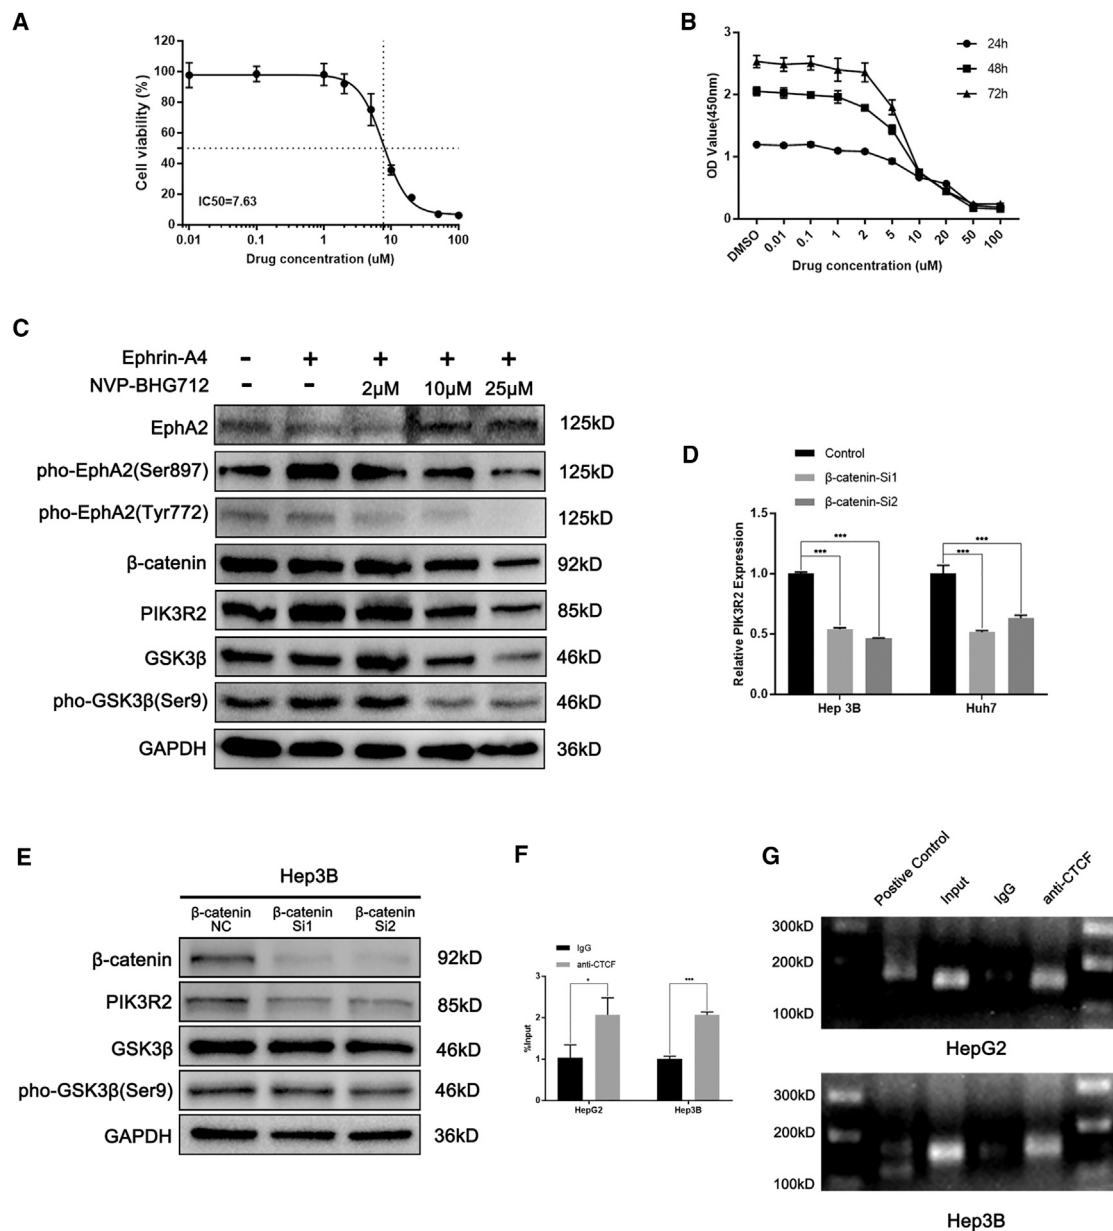 A
Cell viability (%)
120
100
80
60
40
20
0
IC50=7.63
0.01 0.1 1 10 100
Drug concentration (uM)
B
OD Value(450nm)
3
2
1
0
24h
48h
72h
DMSO 0.01 0.1 1 2 5 10 20 50 100
Drug concentration (uM)
C
Ephrin-A4 - + + + +
NVP-BHG712 - - 2μM 10μM 25μM
EphA2 125kD
pho-EphA2(Ser897) 125kD
pho-EphA2(Tyr772) 125kD
β-catenin 92kD
PIK3R2 85kD
GSK3β 46kD
pho-GSK3β(Ser9) 46kD
GAPDH 36kD
D
Control
β-catenin-Si1
β-catenin-Si2
Relative PIK3R2 Expression
1.5
1.0
0.5
0.0
*** ***
*** ***
Hep 3B Huh7
E
Hep3B
β-catenin β-catenin β-catenin
NC Si1 Si2
β-catenin 92kD
PIK3R2 85kD
GSK3β 46kD
pho-GSK3β(Ser9) 46kD
GAPDH 36kD
F
IgG
anti-CTCF
%Input
3
2
1
0
* ***
HepG2 Hep3B
G
Postive Control Input IgG anti-CTCF
300kD
200kD
100kD
HepG2
300kD
200kD
100kD
Hep3B